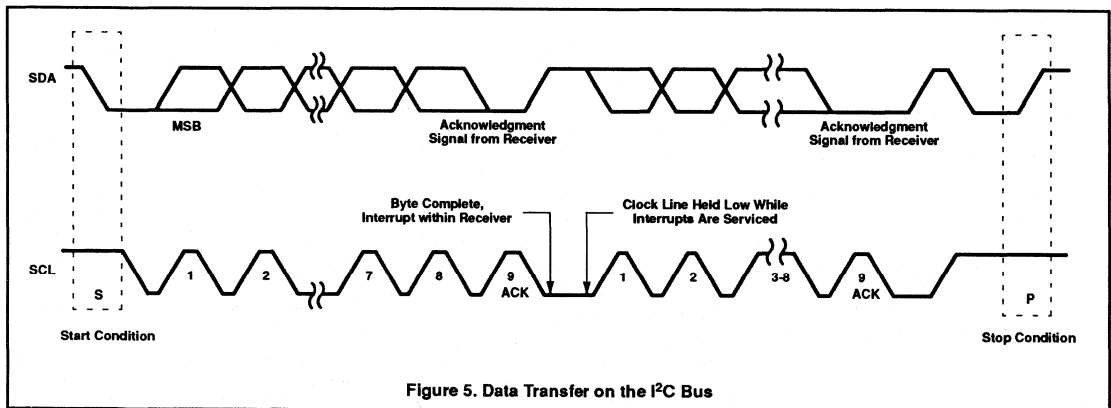 SDA
MSB
Acknowledgment
Signal from Receiver
Acknowledgment
Signal from Receiver
Byte Complete,
Interrupt within Receiver
Clock Line Held Low While
Interrupts Are Serviced
SCL
S
1
2
7
8
9
ACK
1
2
3-8
9
ACK
P
Start Condition
Stop Condition
Figure 5. Data Transfer on the I²C Bus